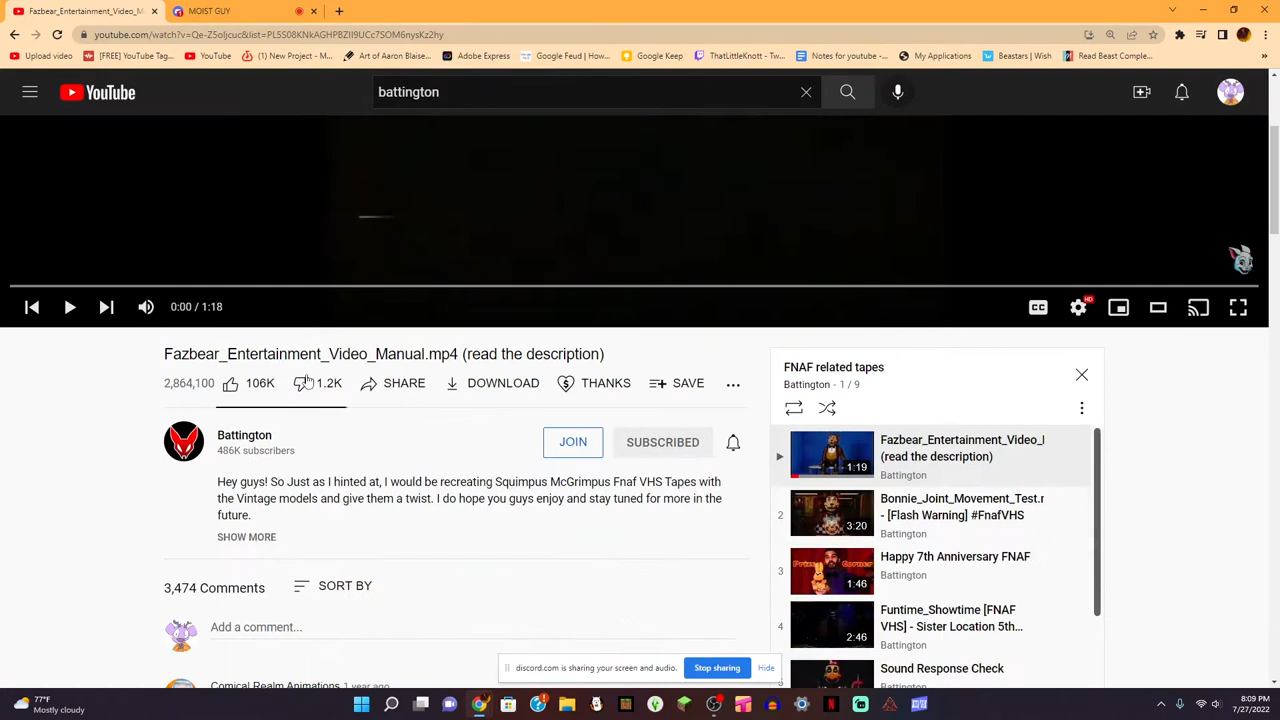 Fazbear_Entertainment_Video_M
MOIST GUY
youtube.com/watch?v=Qe-Z5oIjcuc&list=PL5S08KNkAGHPBZII9UCc7SOM6nysKz2hy
Upload video
[FREE] YouTube Tag...
YouTube
(1) New Project - M...
Art of Aaron Blaise...
Adobe Express
Google Feud | How...
Google Keep
ThatLittleKnott - T...
Notes for youtube -...
My Applications
Beastars | Wish
Read Beast Comple...
YouTube
battington
0:00 / 1:18
CC
HD
Fazbear_Entertainment_Video_Manual.mp4 (read the description)
2,864,100
106K
1.2K
SHARE
DOWNLOAD
THANKS
SAVE
Battington
486K subscribers
JOIN
SUBSCRIBED
Hey guys! So Just as I hinted at, I would be recreating Squimpus McGrimpus Fnaf VHS Tapes with
the Vintage models and give them a twist. I do hope you guys enjoy and stay tuned for more in the
future.
SHOW MORE
3,474 Comments
SORT BY
Add a comment...
Comical Realm Animations 1 year ago
FNAF related tapes
Battington - 1 / 9
1:19
Fazbear_Entertainment_Video_I
(read the description)
Battington
2
3:20
Bonnie_Joint_Movement_Test.r
- [Flash Warning] #FnafVHS
Battington
3
1:46
Happy 7th Anniversary FNAF
Battington
4
2:46
Funtime_Showtime [FNAF
VHS] - Sister Location 5th...
Battington
Sound Response Check
Battington
discord.com is sharing your screen and audio.
Stop sharing
Hide
77°F
Mostly cloudy
8:09 PM
7/27/2022